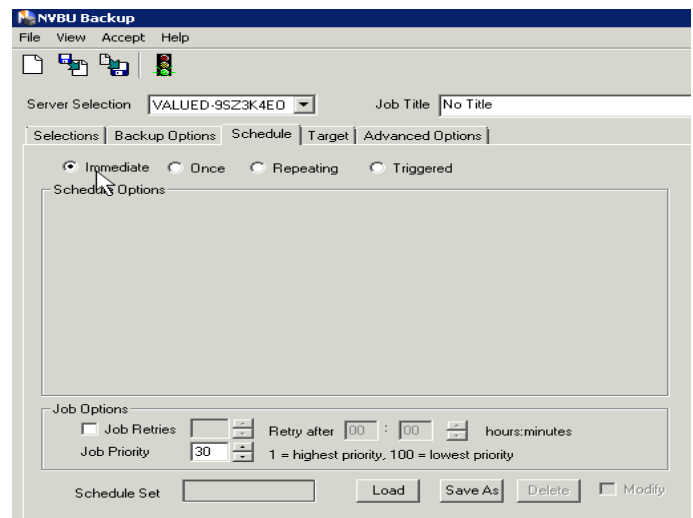 NVBU Backup
File View Accept Help
Server Selection VALUED-9SZ3K4E0 Job Title No Title
Selections Backup Options Schedule Target Advanced Options
Immediate Once Repeating Triggered
Schedule Options
Job Options
Job Retries Retry after 00 : 00 hours:minutes
Job Priority 30 1 = highest priority, 100 = lowest priority
Schedule Set Load Save As Delete Modify